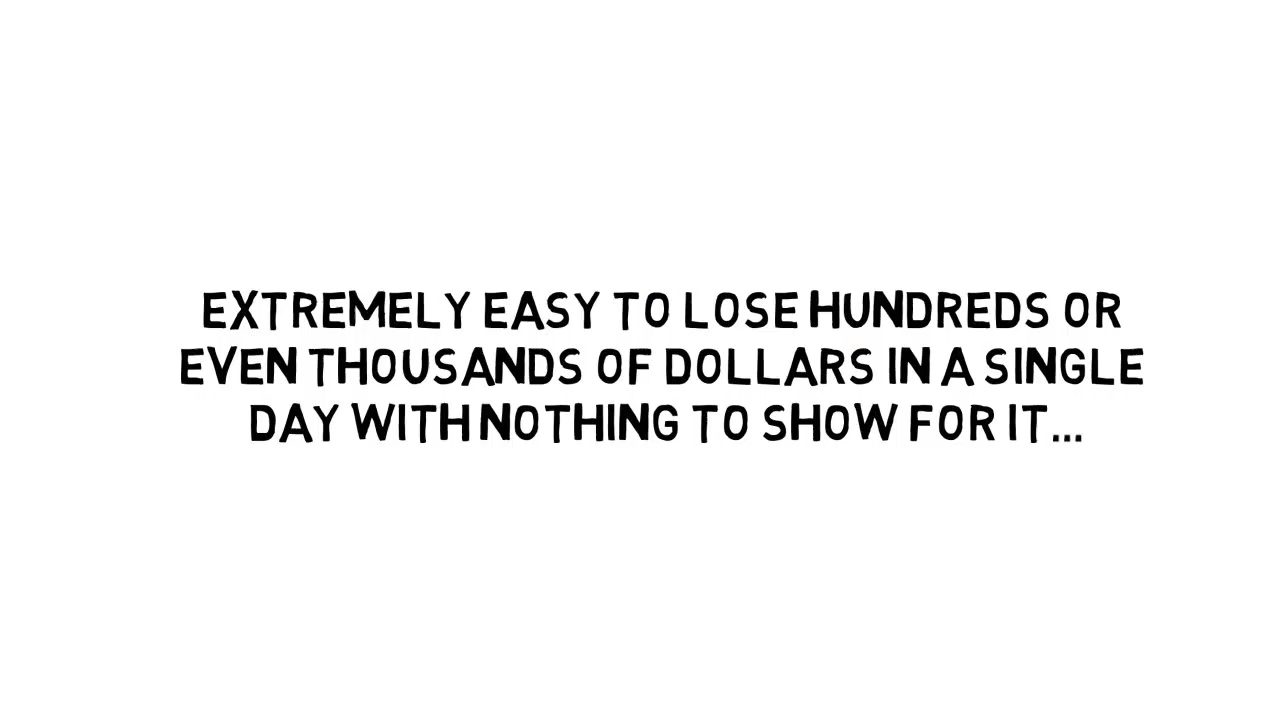 EXTREMELY EASY TO LOSE HUNDREDS OR
EVEN THOUSANDS OF DOLLARS IN A SINGLE
DAY WITH NOTHING TO SHOW FOR IT...